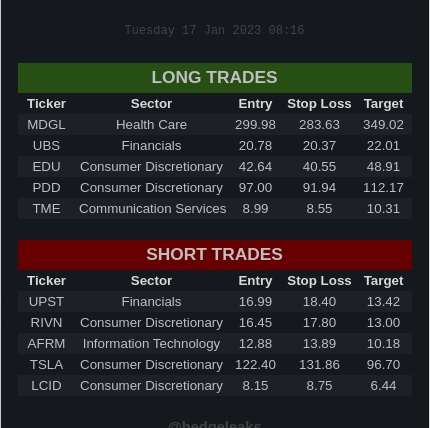 Tuesday 17 Jan 2023 08:16
LONG TRADES
Ticker Sector Entry Stop Loss Target
MDGL Health Care 299.98 283.63 349.02
UBS Financials 20.78 20.37 22.01
EDU Consumer Discretionary 42.64 40.55 48.91
PDD Consumer Discretionary 97.00 91.94 112.17
TME Communication Services 8.99 8.55 10.31
SHORT TRADES
Ticker Sector Entry Stop Loss Target
UPST Financials 16.99 18.40 13.42
RIVN Consumer Discretionary 16.45 17.80 13.00
AFRM Information Technology 12.88 13.89 10.18
TSLA Consumer Discretionary 122.40 131.86 96.70
LCID Consumer Discretionary 8.15 8.75 6.44
@hedgeleaks